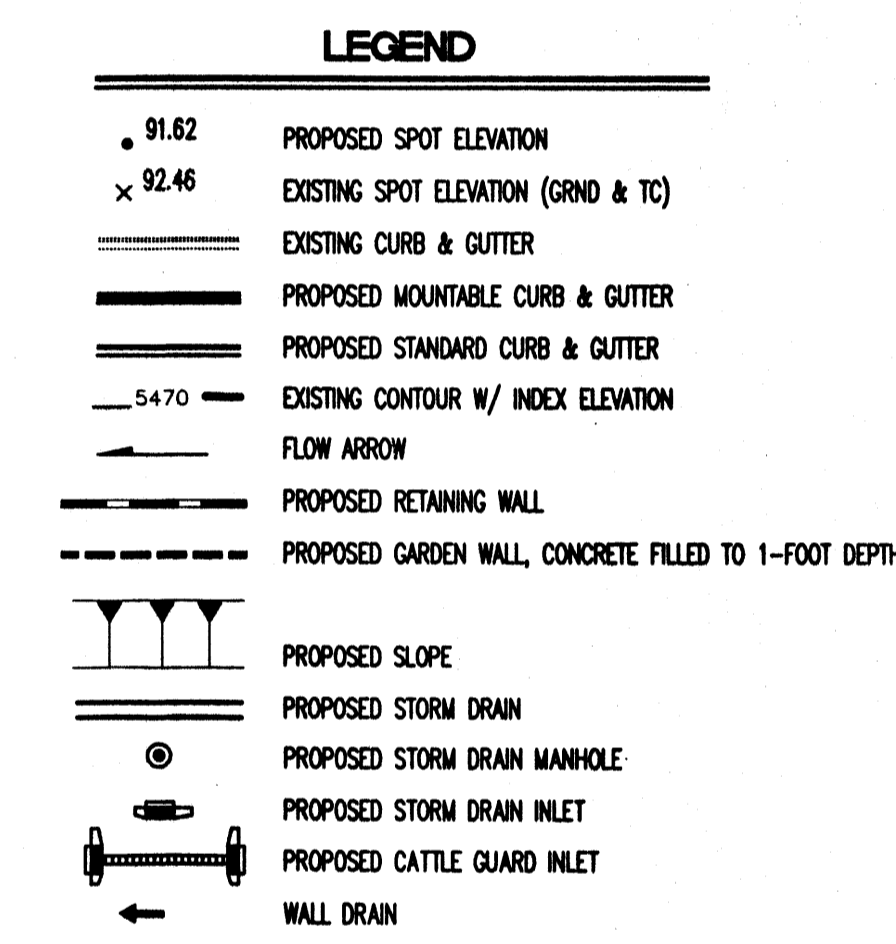 LEGEND
91.62 PROPOSED SPOT ELEVATION
92.46 EXISTING SPOT ELEVATION (GRND & TC)
EXISTING CURB & GUTTER
PROPOSED MOUNTABLE CURB & GUTTER
PROPOSED STANDARD CURB & GUTTER
5470 EXISTING CONTOUR W/ INDEX ELEVATION
FLOW ARROW
PROPOSED RETAINING WALL
PROPOSED GARDEN WALL, CONCRETE FILLED TO 1-FOOT DEPTH
PROPOSED SLOPE
PROPOSED STORM DRAIN
PROPOSED STORM DRAIN MANHOLE
PROPOSED STORM DRAIN INLET
PROPOSED CATTLE GUARD INLET
WALL DRAIN